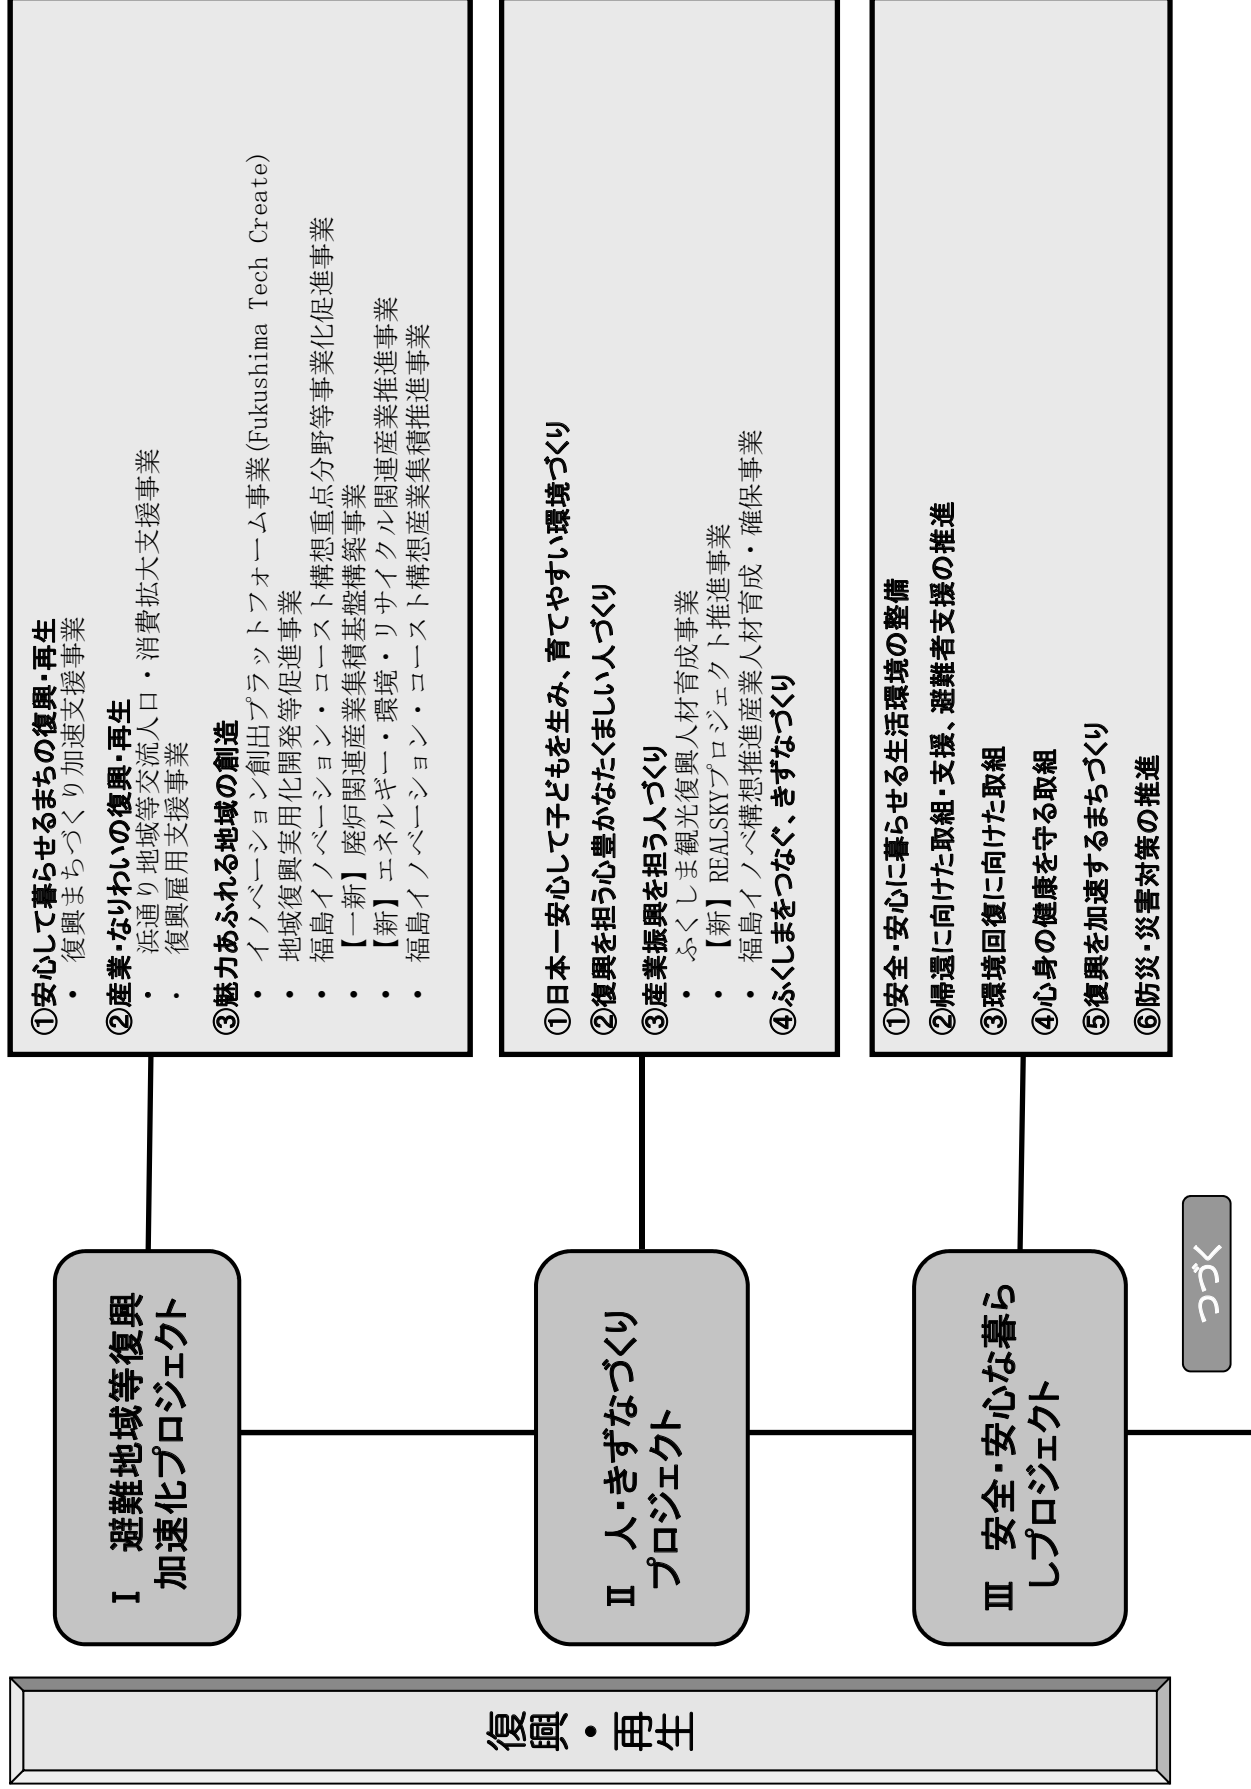 復興・再生
Ⅰ 避難地域等復興
加速化プロジェクト
①安心して暮らせるまちの復興・再生
・ 復興まちづくり加速支援事業
②産業・なりわいの復興・再生
・ 浜通り地域等交流人口・消費拡大支援事業
・ 復興雇用支援事業
③魅力あふれる地域の創造
・ イノベーション創出プラットフォーム事業(Fukushima Tech Create)
・ 地域復興実用化開発等促進事業
・ 福島イノベーション・コースト構想重点分野等事業化促進事業
・ 【一新】廃炉関連産業集積基盤構築事業
・ 【新】エネルギー・環境・リサイクル関連産業推進事業
・ 福島イノベーション・コースト構想産業集積推進事業
Ⅱ 人・きずなづくり
プロジェクト
①日本一安心して子どもを生み、育てやすい環境づくり
②復興を担う心豊かなたくましい人づくり
③産業振興を担う人づくり
・ ふくしま観光復興人材育成事業
・ 【新】REALSKYプロジェクト推進事業
・ 福島イノベ構想推進産業人材育成・確保事業
④ふくしまをつなぐ、きずなづくり
Ⅲ 安全・安心な暮ら
しプロジェクト
①安全・安心に暮らせる生活環境の整備
②帰還に向けた取組・支援、避難者支援の推進
③環境回復に向けた取組
④心身の健康を守る取組
⑤復興を加速するまちづくり
⑥防災・災害対策の推進
つづく